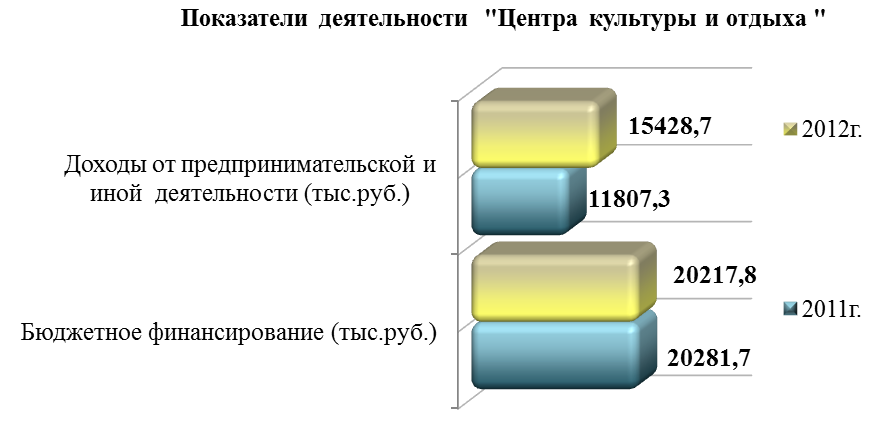 Показатели деятельности "Центра культуры и отдыха "
15428,7
2012г.
Доходы от предпринимательской и
иной деятельности (тыс.руб.)
11807,3
20217,8
2011г.
Бюджетное финансирование (тыс.руб.)
20281,7